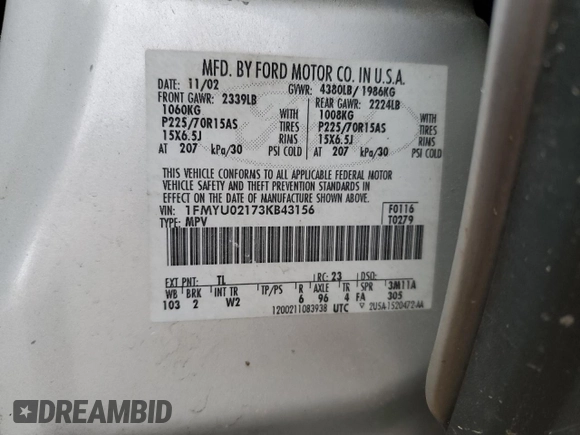 MFD. BY FORD MOTOR CO. IN U.S.A.
DATE: 11/02 GVWR: 4380LB/ 1986KG
FRONT GAWR: 2339LB REAR GAWR: 2224LB
1060KG WITH 1008KG WITH
P225/70R15AS TIRES P225/70R15AS TIRES
15X6.5J RIMS 15X6.5J RIMS
AT 207 kPa/30 PSI COLD AT 207 kPa/30 PSI COLD
THIS VEHICLE CONFORMS TO ALL APPLICABLE FEDERAL MOTOR
VEHICLE SAFETY AND THEFT PREVENTION STANDARDS IN
EFFECT ON THE DATE OF MANUFACTURE SHOWN ABOVE.
VIN: 1FMYU02173KB43156 F0116
TYPE: MPV T0279
EXT PNT: TL RC: 23 DSO:
WB BRK INT TR TP/PS R AXLE TR SPR 3M11A
103 2 W2 6 96 4 FA 305
1200211083938 UTC ▽ 2U5A-1520472-AA
DREAMBID